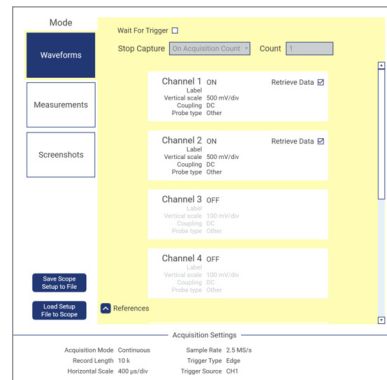 Mode
Wait For Trigger
Stop Capture On Acquisition Count Count 1
Waveforms
Measurements
Screenshots
Channel 1 ON Retrieve Data
Label
Vertical scale 500 mV/div
Coupling DC
Probe type Other
Channel 2 ON Retrieve Data
Label
Vertical scale 500 mV/div
Coupling DC
Probe type Other
Channel 3 OFF
Label
Vertical scale 100 mV/div
Coupling DC
Probe type Other
Channel 4 OFF
Label
Vertical scale 100 mV/div
Coupling DC
Probe type Other
Save Scope
Setup to File
Load Setup
File to Scope
References
Acquisition Settings
Acquisition Mode Continuous Sample Rate 2.5 MS/s
Record Length 10 k Trigger Type Edge
Horizontal Scale 400 µs/div Trigger Source CH1